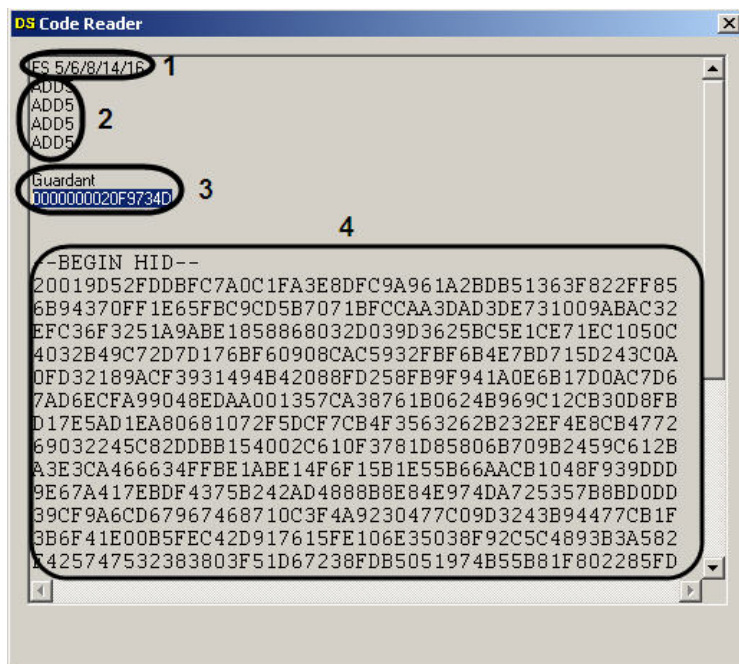 DS Code Reader
FS 5/6/8/14/16
1
ADD5
ADD5
2
ADD5
ADD5
Guardant
3
0000000020F9734D
4
--BEGIN HID--
20019D52FDDBFC7A0C1FA3E8DFC9A961A2BDB51363F822FF85
6B94370FF1E65FBC9CD5B7071BFCCAA3DAD3DE731009ABAC32
EFC36F3251A9ABE1858868032D039D3625BC5E1CE71EC1050C
4032B49C72D7D176BF60908CAC5932FBF6B4E7BD715D243C0A
0FD32189ACF3931494B42088FD258FB9F941A0E6B17D0AC7D6
7AD6ECFA99048EDAA001357CA38761B0624B969C12CB30D8FB
D17E5AD1EA80681072F5DCF7CB4F3563262B232EF4E8CB4772
69032245C82DDBB154002C610F3781D85806B709B2459C612B
A3E3CA466634FFBE1ABE14F6F15B1E55B66AACB1048F939DDD
9E67A417EBDF4375B242AD4888B8E84E974DA725357B8BD0DD
39CF9A6CD67967468710C3F4A9230477C09D3243B94477CB1F
3B6F41E00B5FEC42D917615FE106E35038F92C5C4893B3A582
F425747532383803F51D67238FDB5051974B55B81F802285FD